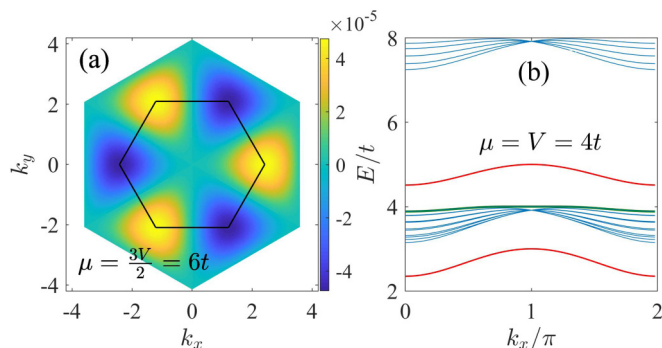 (a)
×10⁻⁵
4
2
0
-2
-4
k_y
4
2
0
-2
-4
μ = 3V/2 = 6t
-4 -2 0 2 4
k_x
(b)
8
6
4
2
E/t
μ = V = 4t
0 1 2
k_x/π